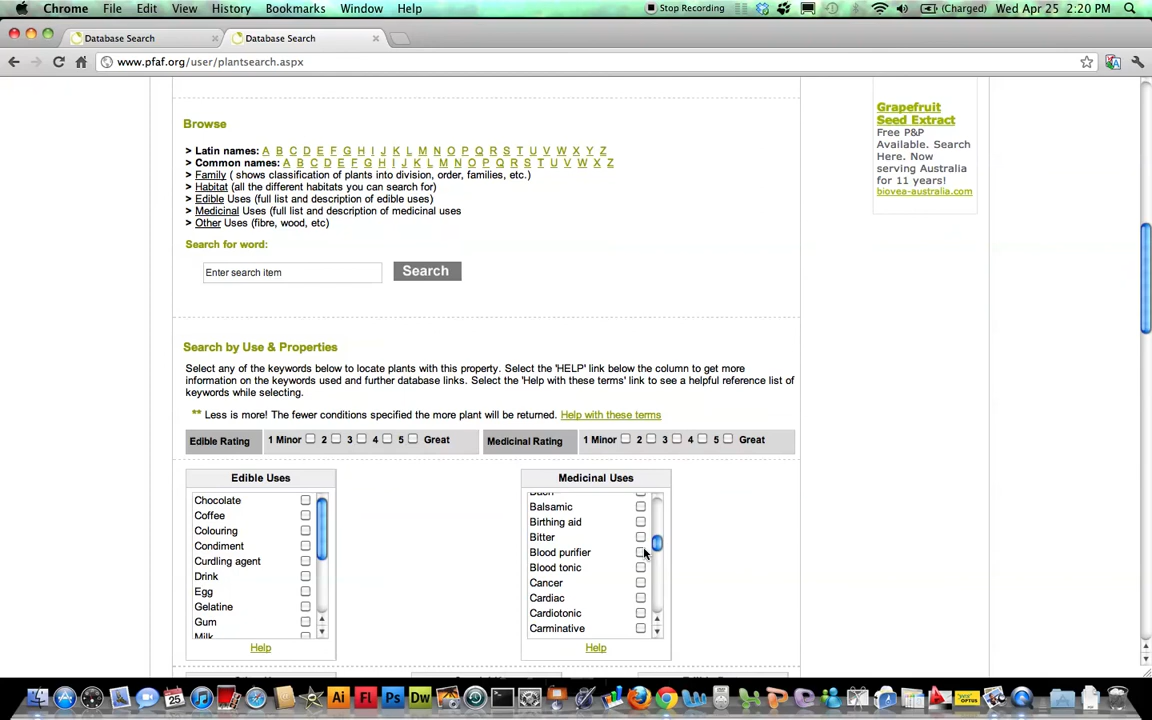 Chrome File Edit View History Bookmarks Window Help Stop Recording (Charged) Wed Apr 25 2:20 PM
Database Search Database Search
www.pfaf.org/user/plantsearch.aspx
Grapefruit
Seed Extract
Free P&P
Available. Search
Here. Now
serving Australia
for 11 years!
biovea-australia.com
Browse
> Latin names: A B C D E F G H I J K L M N O P Q R S T U V W X Y Z
> Common names: A B C D E F G H I J K L M N O P Q R S T U V W X Z
> Family ( shows classification of plants into division, order, families, etc.)
> Habitat (all the different habitats you can search for)
> Edible Uses (full list and description of edible uses)
> Medicinal Uses (full list and description of medicinal uses
> Other Uses (fibre, wood, etc)
Search for word:
Enter search item Search
Search by Use & Properties
Select any of the keywords below to locate plants with this property. Select the 'HELP' link below the column to get more
information on the keywords used and further database links. Select the 'Help with these terms' link to see a helpful reference list of
keywords while selecting.
** Less is more! The fewer conditions specified the more plant will be returned. Help with these terms
Edible Rating 1 Minor 2 3 4 5 Great Medicinal Rating 1 Minor 2 3 4 5 Great
Edible Uses
Chocolate
Coffee
Colouring
Condiment
Curdling agent
Drink
Egg
Gelatine
Gum
Milk
Help
Medicinal Uses
Balsamic
Birthing aid
Bitter
Blood purifier
Blood tonic
Cancer
Cardiac
Cardiotonic
Carminative
Help
25
Ai Fl Ps Dw